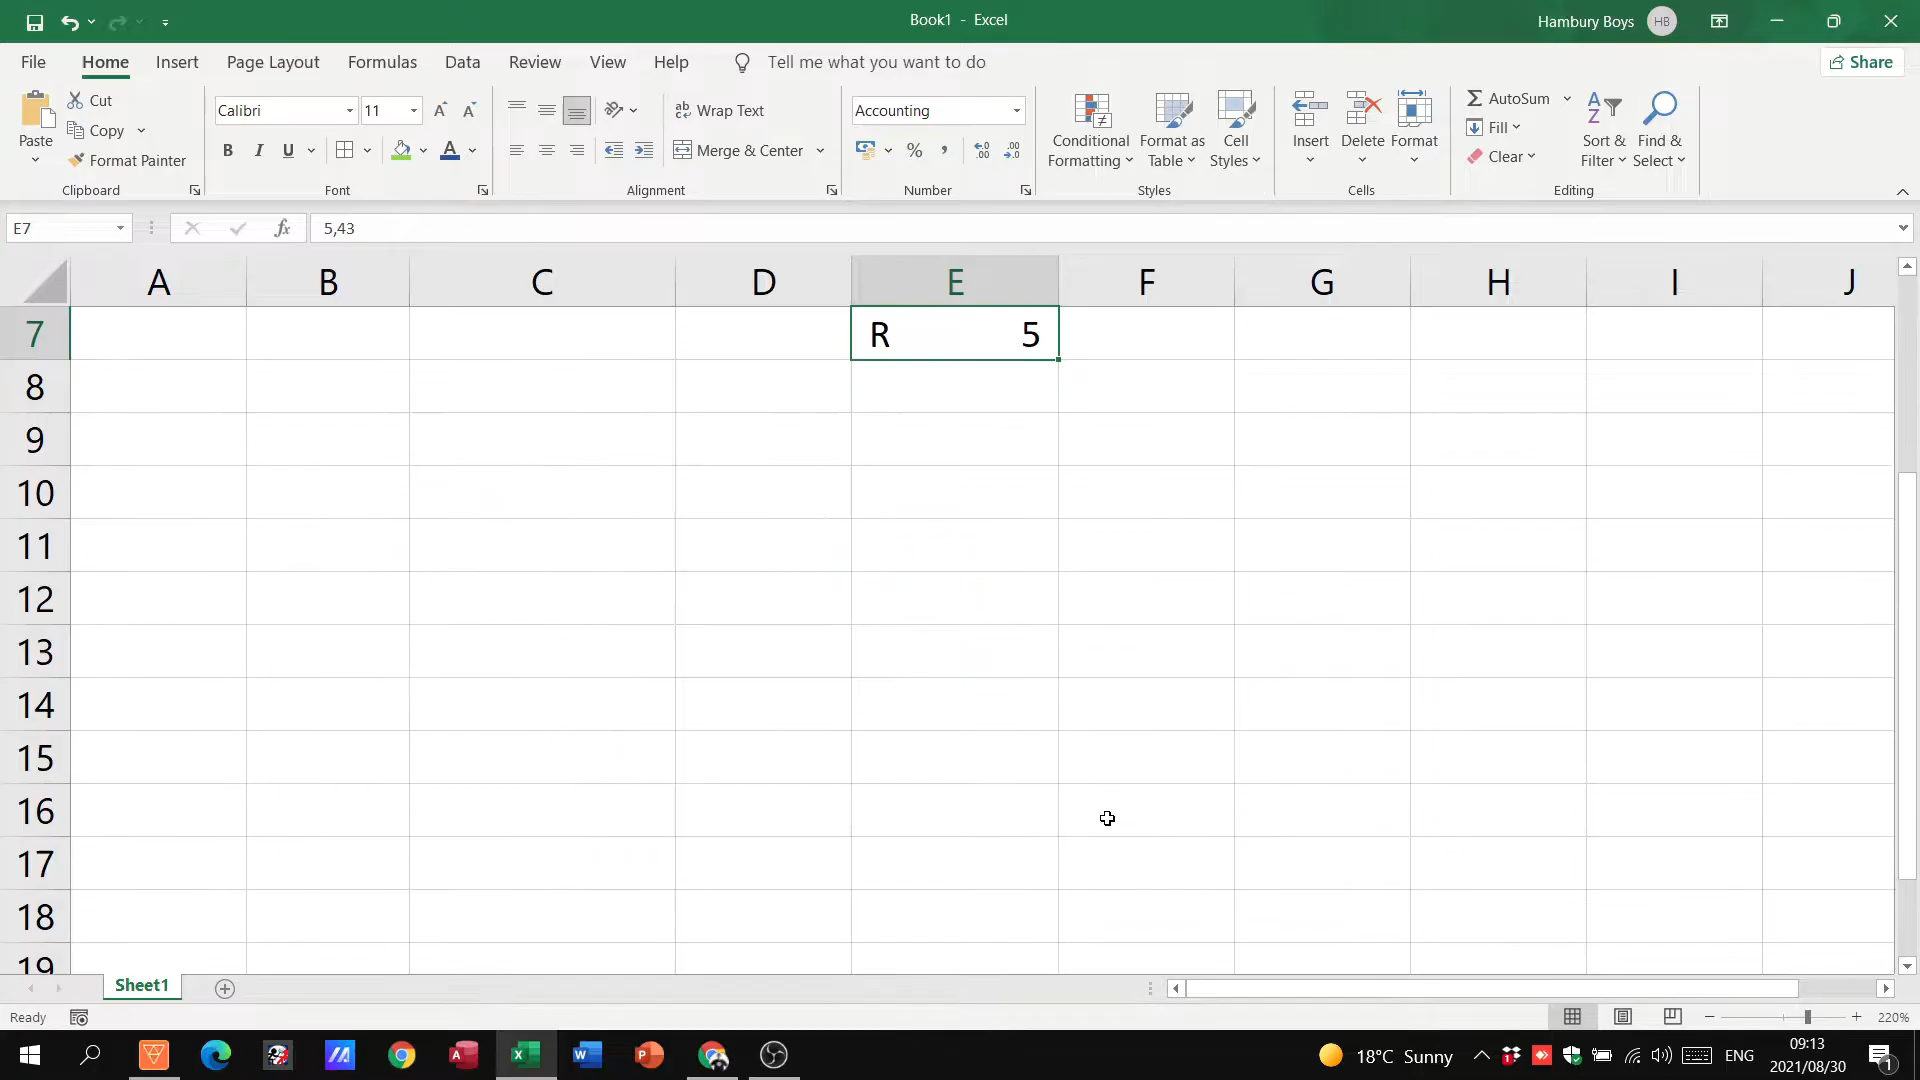 Book1 - Excel
Hambury Boys
HB
File
Home
Insert
Page Layout
Formulas
Data
Review
View
Help
Tell me what you want to do
Share
Paste
Cut
Copy
Format Painter
Clipboard
Calibri
11
A
A
B
I
U
A
Font
ab
Wrap Text
Merge & Center
Alignment
Accounting
%
Number
Conditional
Formatting
Format as
Table
Cell
Styles
Styles
Insert
Delete
Format
Cells
AutoSum
Fill
Clear
Sort &
Filter
Find &
Select
Editing
E7
fx
5,43
A B C D E F G H I J
7 R 5
8
9
10
11
12
13
14
15
16
17
18
19
Sheet1
Ready
220%
18°C Sunny
ENG
09:13
2021/08/30
1